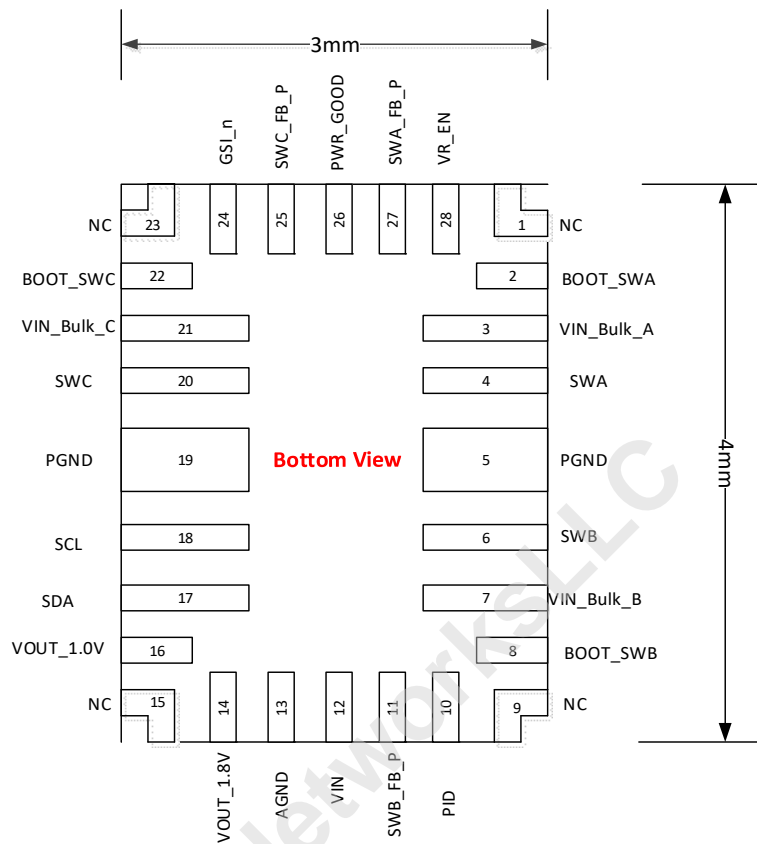 3mm
GSI_n
SWC_FB_P
PWR_GOOD
SWA_FB_P
VR_EN
24
25
26
27
28
NC
23
1
NC
BOOT_SWC
22
2
BOOT_SWA
VIN_Bulk_C
21
3
VIN_Bulk_A
SWC
20
4
SWA
PGND
19
Bottom View
5
PGND
4mm
SCL
18
6
SWB
SDA
17
7
VIN_Bulk_B
VOUT_1.0V
16
8
BOOT_SWB
NC
15
9
NC
14
13
12
11
10
VOUT_1.8V
AGND
VIN
SWB_FB_P
PID
etworksLLC